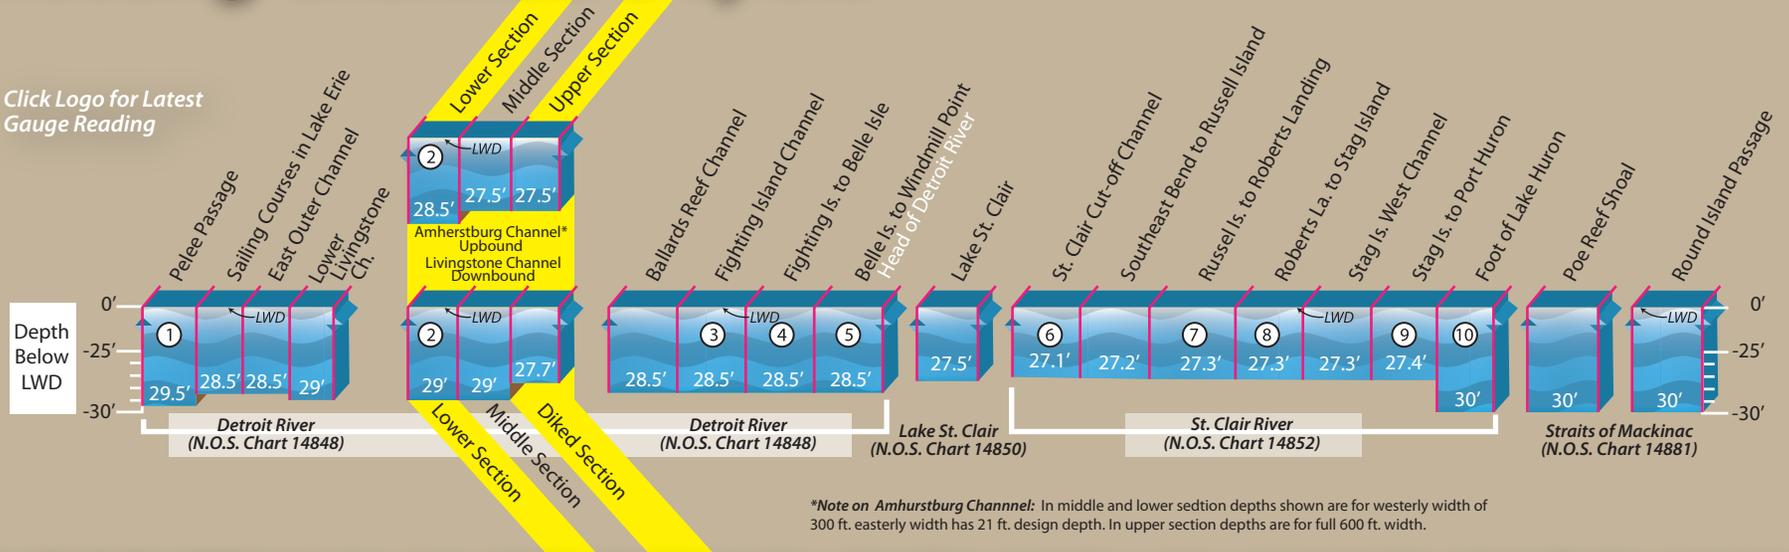 Click Logo for Latest
Gauge Reading
Lower Section
Middle Section
Upper Section
2
LWD
28.5′
27.5′
27.5′
Amherstburg Channel*
Upbound
Livingstone Channel
Downbound
Pelee Passage
Sailing Courses in Lake Erie
East Outer Channel
Lower
Livingstone
Ch.
Ballards Reef Channel
Fighting Island Channel
Fighting Is. to Belle Isle
Belle Is. to Windmill Point
Head of Detroit River
Lake St. Clair
St. Clair Cut-off Channel
Southeast Bend to Russell Island
Russel Is. to Roberts Landing
Roberts La. to Stag Island
Stag Is. West Channel
Stag Is. to Port Huron
Foot of Lake Huron
Poe Reef Shoal
Round Island Passage
Depth
Below
LWD
0′
-25′
-30′
1
LWD
29.5′
28.5′
28.5′
29′
2
LWD
29′
29′
27.7′
LWD
3
4
5
28.5′
28.5′
28.5′
28.5′
27.5′
6
7
8
LWD
9
10
27.1′
27.2′
27.3′
27.3′
27.3′
27.4′
30′
30′
LWD
30′
0′
-25′
-30′
Detroit River
(N.O.S. Chart 14848)
Lower Section
Middle Section
Diked Section
Detroit River
(N.O.S. Chart 14848)
Lake St. Clair
(N.O.S. Chart 14850)
St. Clair River
(N.O.S. Chart 14852)
Straits of Mackinac
(N.O.S. Chart 14881)
*Note on Amhurstburg Channnel: In middle and lower sedtion depths shown are for westerly width of
300 ft. easterly width has 21 ft. design depth. In upper section depths are for full 600 ft. width.